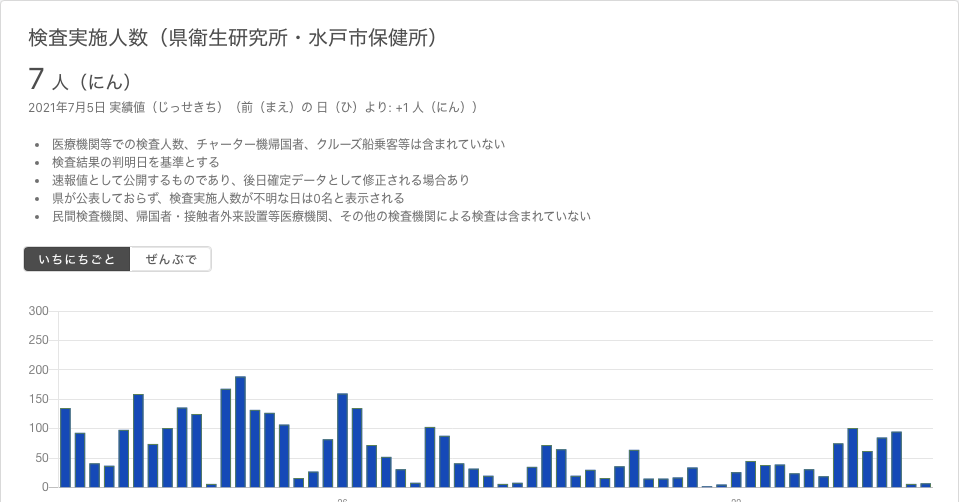 検査実施人数（県衛生研究所・水戸市保健所）
7 人（にん）
2021年7月5日 実績値（じっせきち）（前（まえ）の 日（ひ）より: +1 人（にん））
医療機関等での検査人数、チャーター機帰国者、クルーズ船乗客等は含まれていない
検査結果の判明日を基準とする
速報値として公開するものであり、後日確定データとして修正される場合あり
県が公表しておらず、検査実施人数が不明な日は0名と表示される
民間検査機関、帰国者・接触者外来設置等医療機関、その他の検査機関による検査は含まれていない
いちにちごと ぜんぶで
300
250
200
150
100
50
0